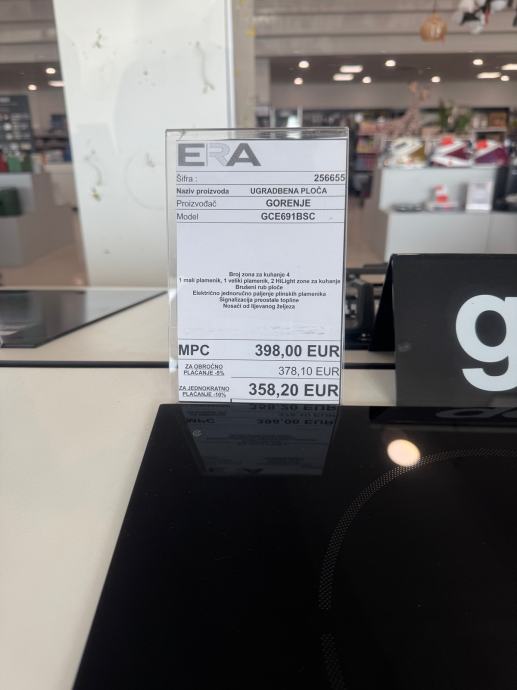 ERA
Šifra : 256655
Naziv proizvoda UGRADBENA PLOČA
Proizvođač GORENJE
Model GCE691BSC
Broj zona za kuhanje 4
1 mali plamenik, 1 veliki plamenik, 2 HiLight zone za kuhanje
Brušeni rub ploče
Električno jednoručno paljenje plinskih plamenika
Signalizacija preostale topline
Nosači od lijevanog željeza
MPC 398,00 EUR
ZA OBROČNO
PLAĆANJE -5% 378,10 EUR
ZA JEDNOKRATNO
PLAĆANJE -10% 358,20 EUR
g